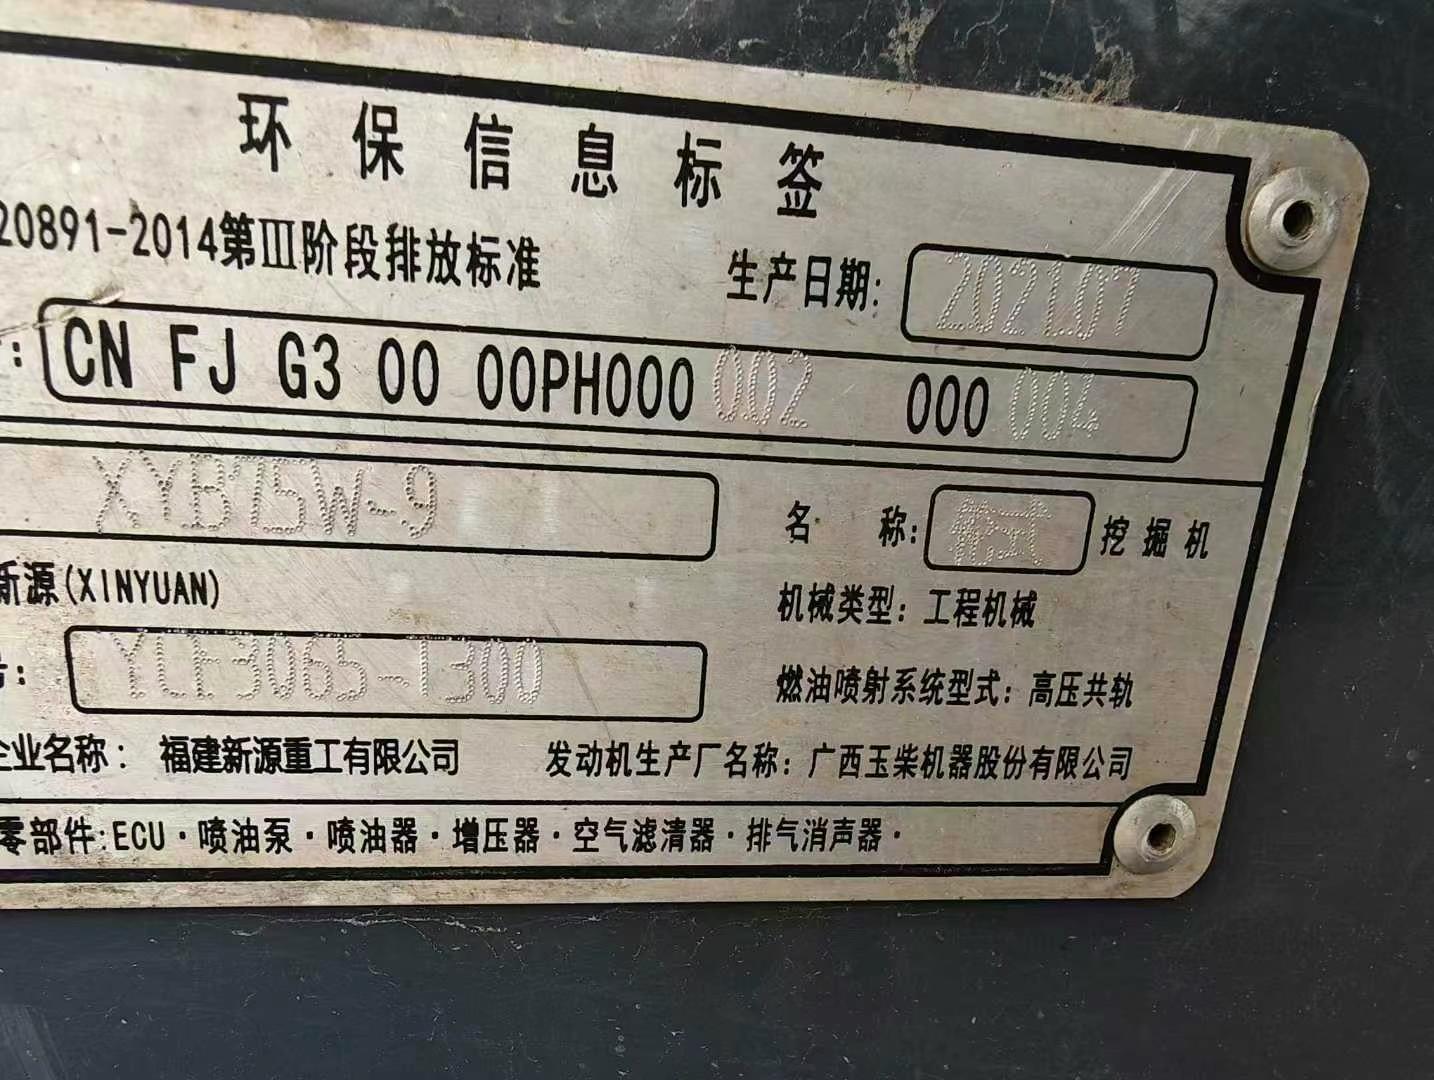 环保信息标签
20891-2014第III阶段排放标准
生产日期: 2021.07
: CN FJ G3 00 00PH000002 000004
XYB75W-9
名 称: 轮式 挖掘机
新源(XINYUAN)
机械类型: 工程机械
号: YCF3065-T300
燃油喷射系统型式: 高压共轨
企业名称: 福建新源重工有限公司
发动机生产厂名称: 广西玉柴机器股份有限公司
零部件:ECU·喷油泵·喷油器·增压器·空气滤清器·排气消声器·